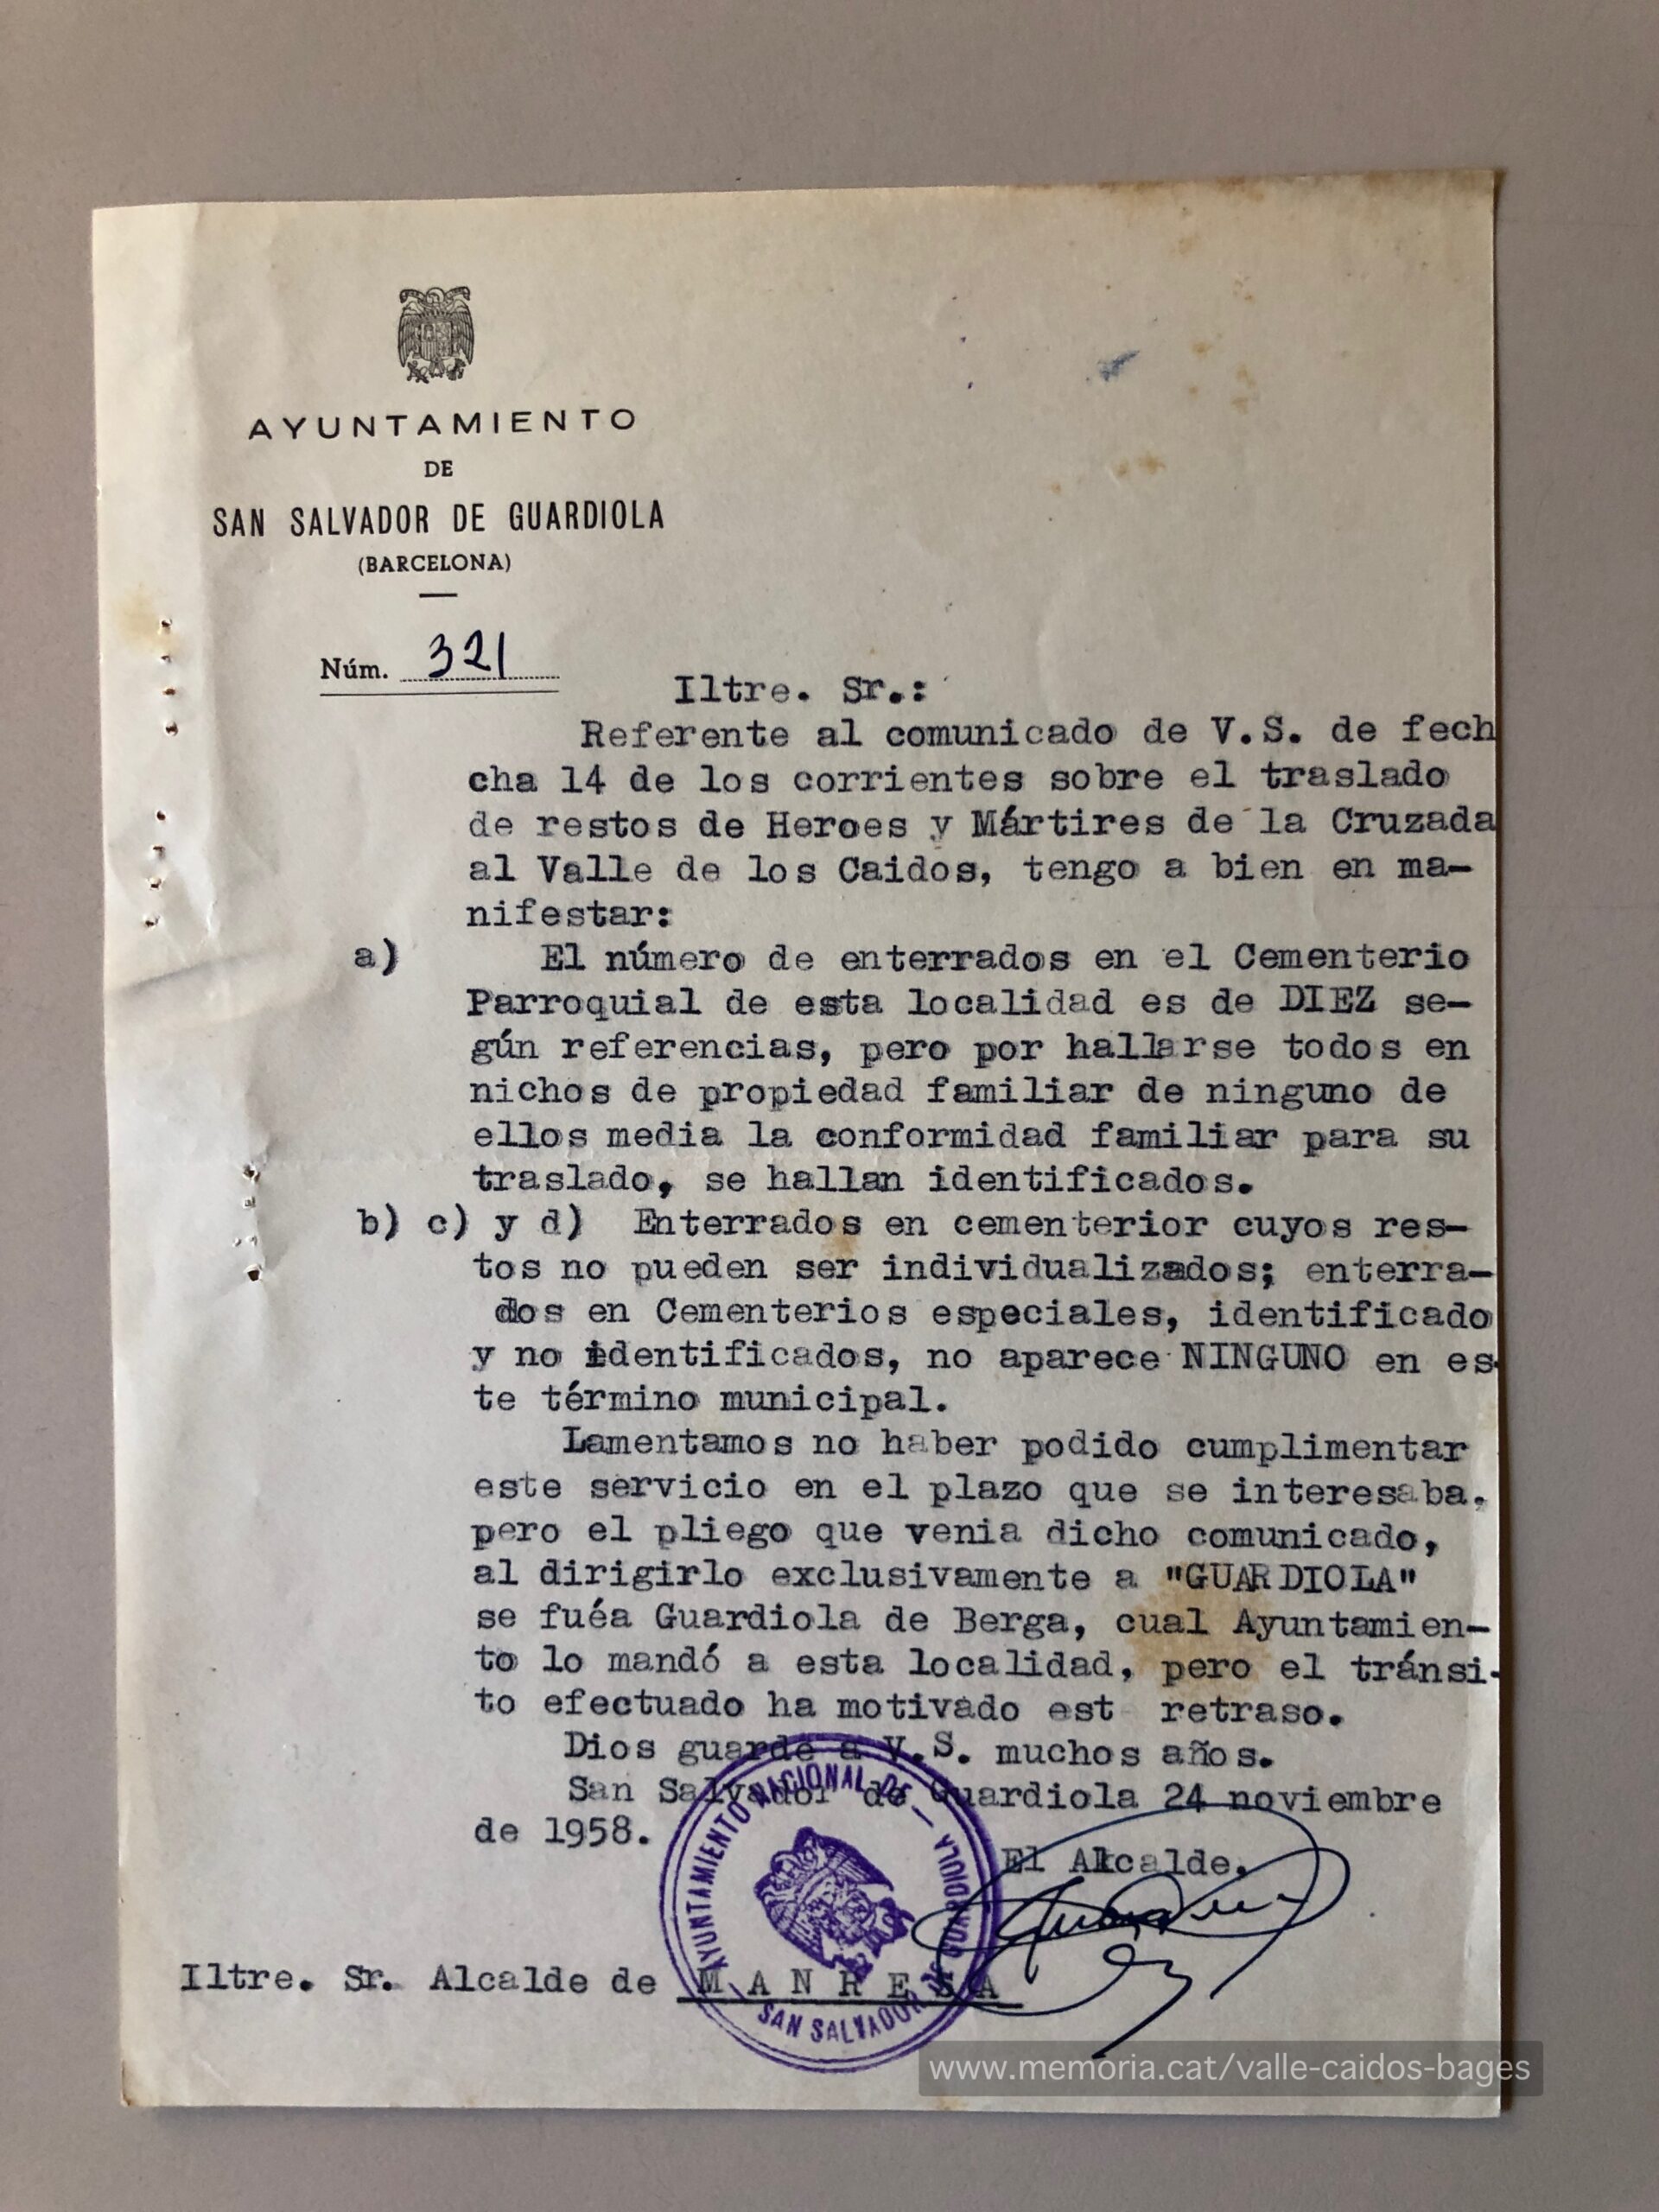 AYUNTAMIENTO
DE
SAN SALVADOR DE GUARDIOLA
(BARCELONA)
Núm. 321
Iltre. Sr.:
Referente al comunicado de V.S. de fech
cha 14 de los corrientes sobre el traslado
de restos de Heroes y Mártires de la Cruzada
al Valle de los Caidos, tengo a bien en ma-
nifestar:
a) El número de enterrados en el Cementerio
Parroquial de esta localidad es de DIEZ se-
gún referencias, pero por hallarse todos en
nichos de propiedad familiar de ninguno de
ellos media la conformidad familiar para su
traslado, se hallan identificados.
b) c) y d) Enterrados en cementerior cuyos res-
tos no pueden ser individualizados; enterra-
dos en Cementerios especiales, identificado
y no identificados, no aparece NINGUNO en es-
te término municipal.
Lamentamos no haber podido cumplimentar
este servicio en el plazo que se interesaba,
pero el pliego que venia dicho comunicado,
al dirigirlo exclusivamente a "GUARDIOLA"
se fuéa Guardiola de Berga, cual Ayuntamien-
to lo mandó a esta localidad, pero el tránsi-
to efectuado ha motivado est retraso.
Dios guarde a V.S. muchos años.
San Salvador de Guardiola 24 noviembre
de 1958.
El Alcalde,
AYUNTAMIENTO NACIONAL DE
SAN SALVADOR DE GUARDIOLA
Iltre. Sr. Alcalde de MANRESA
www.memoria.cat/valle-caidos-bages